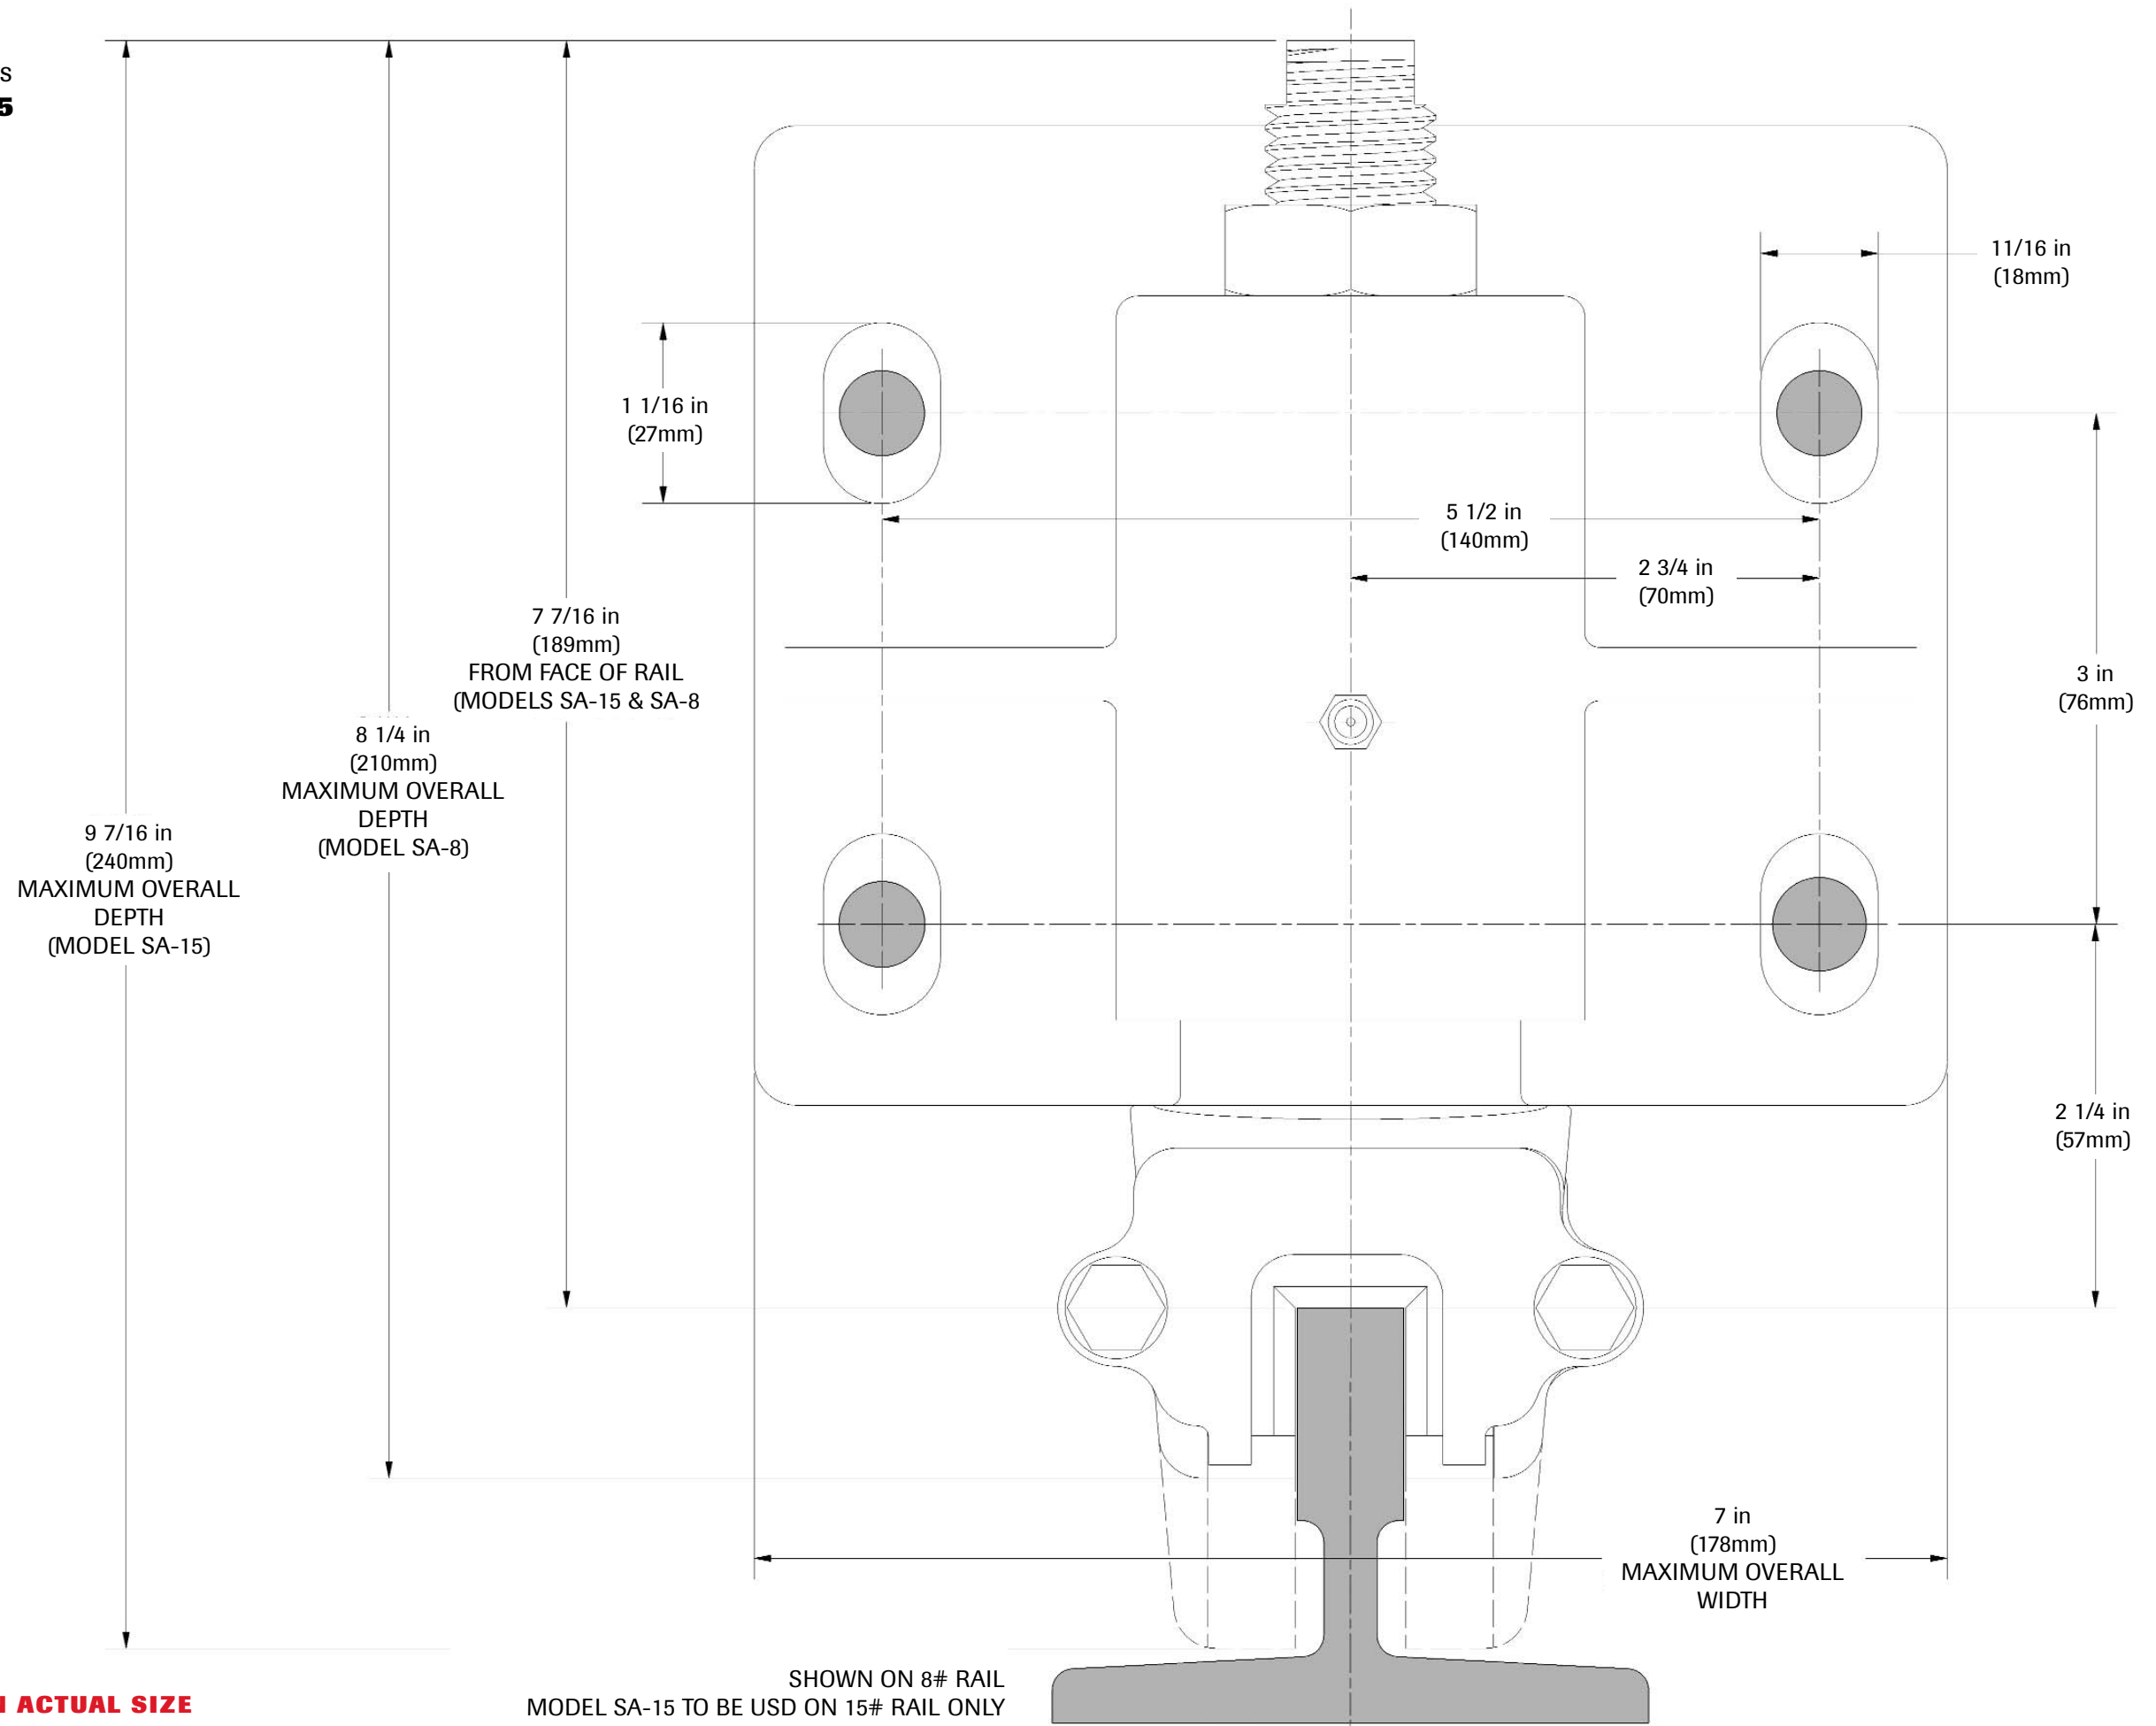 S
5
11/16 in
(18mm)
1 1/16 in
(27mm)
5 1/2 in
(140mm)
2 3/4 in
(70mm)
7 7/16 in
(189mm)
FROM FACE OF RAIL
(MODELS SA-15 & SA-8
3 in
(76mm)
8 1/4 in
(210mm)
MAXIMUM OVERALL
DEPTH
(MODEL SA-8)
9 7/16 in
(240mm)
MAXIMUM OVERALL
DEPTH
(MODEL SA-15)
2 1/4 in
(57mm)
7 in
(178mm)
MAXIMUM OVERALL
WIDTH
SHOWN ON 8# RAIL
MODEL SA-15 TO BE USD ON 15# RAIL ONLY
ACTUAL SIZE